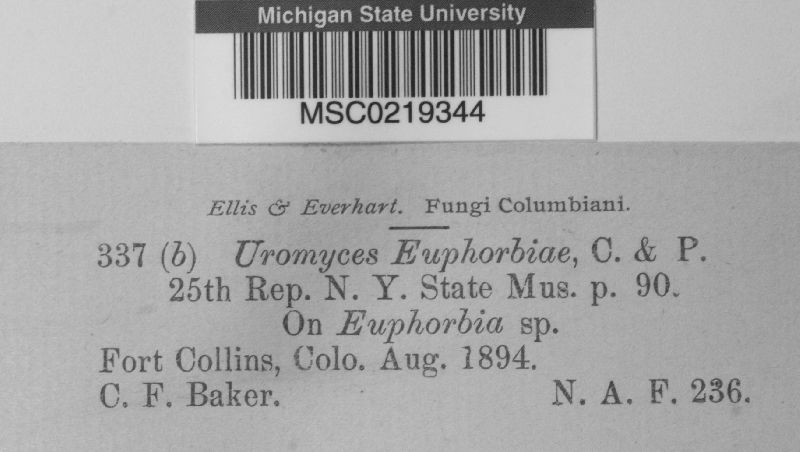 Michigan State University
MSC0219344
Ellis & Everhart. Fungi Columbiani.
337 (b) Uromyces Euphorbiae, C. & P.
25th Rep. N. Y. State Mus. p. 90.
On Euphorbia sp.
Fort Collins, Colo. Aug. 1894.
C. F. Baker. N. A. F. 236.